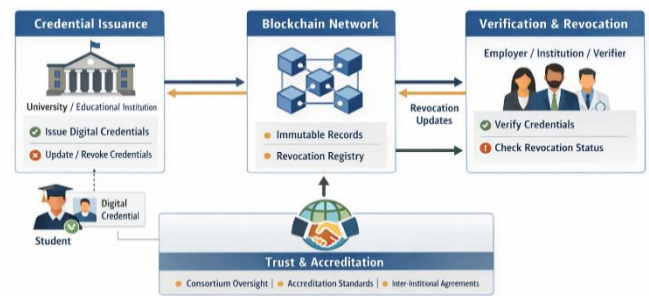 Credential Issuance
University / Educational Institution
Issue Digital Credentials
Update / Revoke Credentials
Digital
Credential
Student
Blockchain Network
Immutable Records
Revocation Registry
Revocation
Updates
Verification & Revocation
Employer / Institution / Verifier
Verify Credentials
Check Revocation Status
Trust & Accreditation
Consortium Oversight | Accreditation Standards | Inter-Institional Agreements